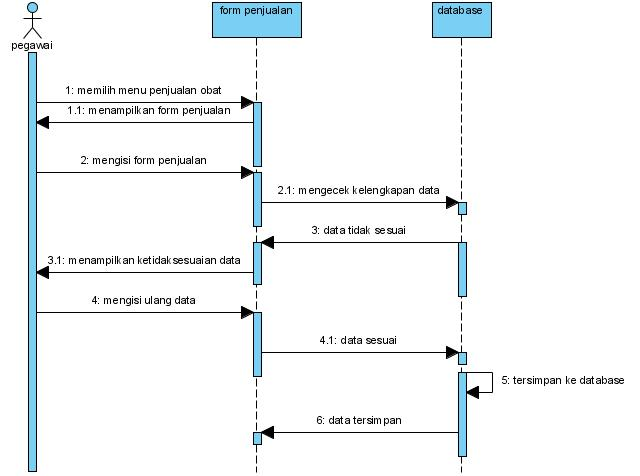 form penjualan
database
pegawai
1: memilih menu penjualan obat
1.1: menampilkan form penjualan
2: mengisi form penjualan
2.1: mengecek kelengkapan data
3: data tidak sesuai
3.1: menampilkan ketidaksesuaian data
4: mengisi ulang data
4.1: data sesuai
5: tersimpan ke database
6: data tersimpan